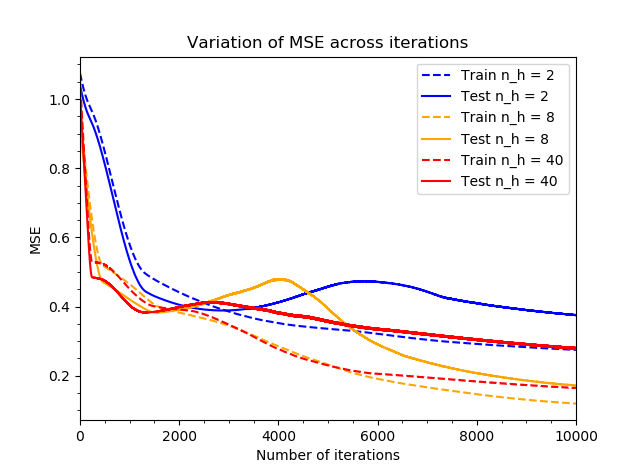 Variation of MSE across iterations
Train n_h = 2
Test n_h = 2
Train n_h = 8
Test n_h = 8
Train n_h = 40
Test n_h = 40
MSE
1.0
0.8
0.6
0.4
0.2
0 2000 4000 6000 8000 10000
Number of iterations